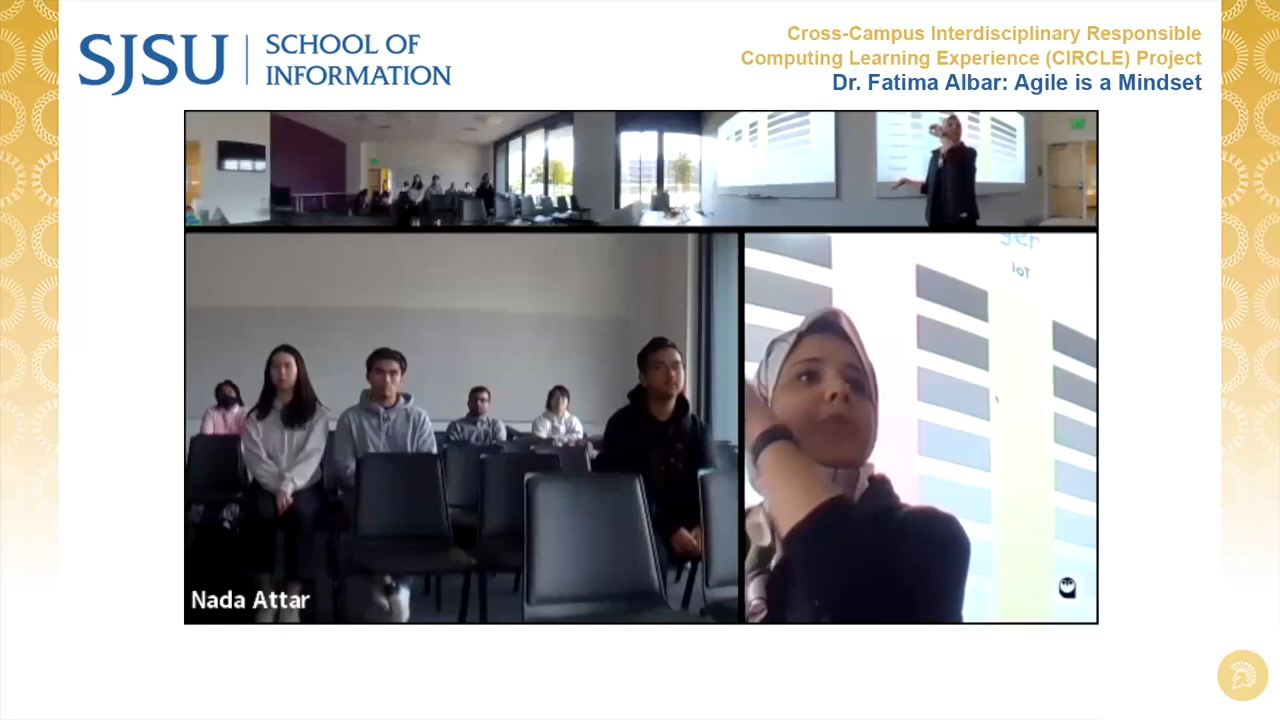 SJSU
SCHOOL OF
INFORMATION
Cross-Campus Interdisciplinary Responsible
Computing Learning Experience (CIRCLE) Project
Dr. Fatima Albar: Agile is a Mindset
IoT
Nada Attar